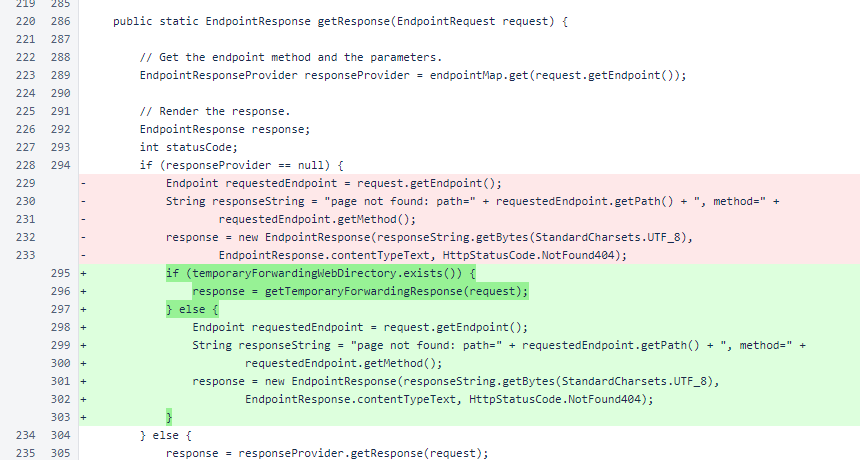 219 285
220 286 public static EndpointResponse getResponse(EndpointRequest request) {
221 287
222 288 // Get the endpoint method and the parameters.
223 289 EndpointResponseProvider responseProvider = endpointMap.get(request.getEndpoint());
224 290
225 291 // Render the response.
226 292 EndpointResponse response;
227 293 int statusCode;
228 294 if (responseProvider == null) {
229 - Endpoint requestedEndpoint = request.getEndpoint();
230 - String responseString = "page not found: path=" + requestedEndpoint.getPath() + ", method=" +
231 - requestedEndpoint.getMethod();
232 - response = new EndpointResponse(responseString.getBytes(StandardCharsets.UTF_8),
233 - EndpointResponse.contentTypeText, HttpStatusCode.NotFound404);
295 + if (temporaryForwardingWebDirectory.exists()) {
296 + response = getTemporaryForwardingResponse(request);
297 + } else {
298 + Endpoint requestedEndpoint = request.getEndpoint();
299 + String responseString = "page not found: path=" + requestedEndpoint.getPath() + ", method=" +
300 + requestedEndpoint.getMethod();
301 + response = new EndpointResponse(responseString.getBytes(StandardCharsets.UTF_8),
302 + EndpointResponse.contentTypeText, HttpStatusCode.NotFound404);
303 + }
234 304 } else {
235 305 response = responseProvider.getResponse(request);